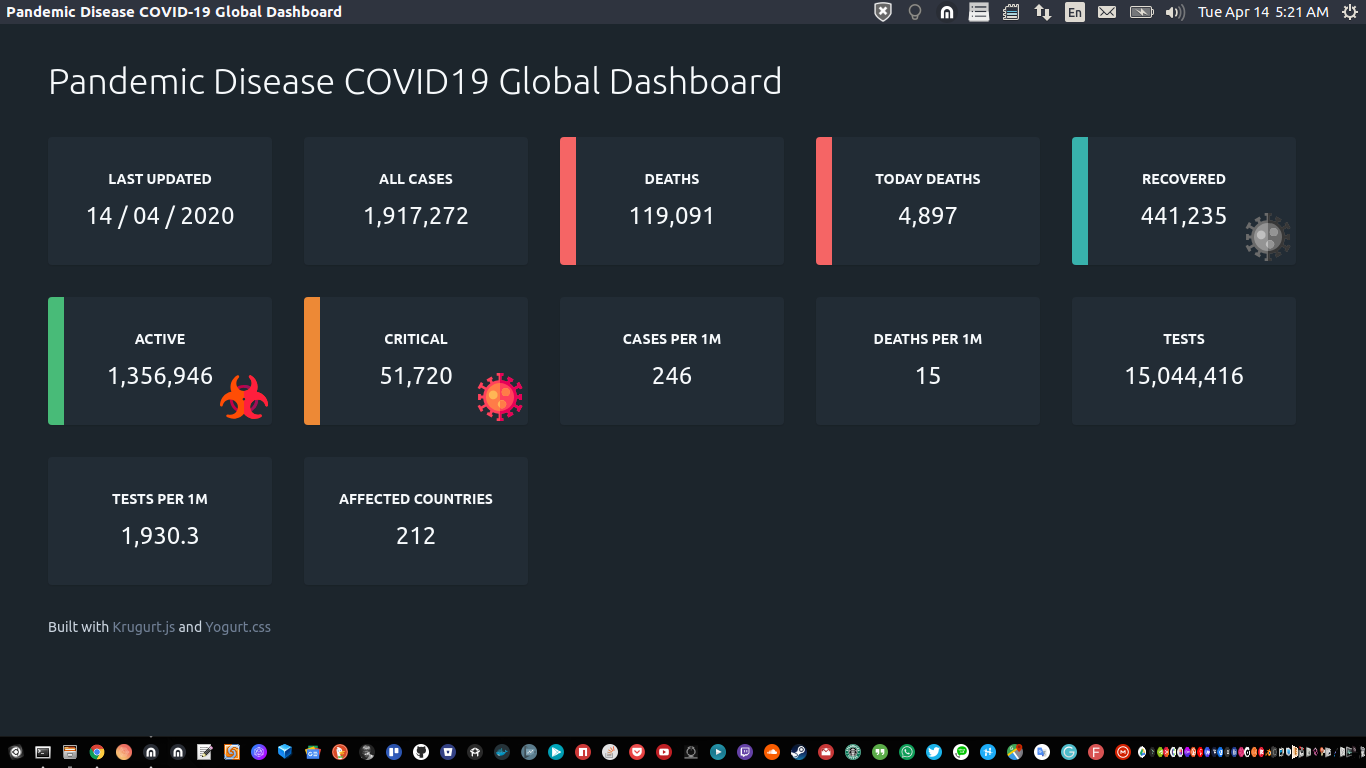 Pandemic Disease COVID-19 Global Dashboard
En
Tue Apr 14 5:21 AM
Pandemic Disease COVID19 Global Dashboard
LAST UPDATED
14 / 04 / 2020
ALL CASES
1,917,272
DEATHS
119,091
TODAY DEATHS
4,897
RECOVERED
441,235
ACTIVE
1,356,946
CRITICAL
51,720
CASES PER 1M
246
DEATHS PER 1M
15
TESTS
15,044,416
TESTS PER 1M
1,930.3
AFFECTED COUNTRIES
212
Built with Krugurt.js and Yogurt.css